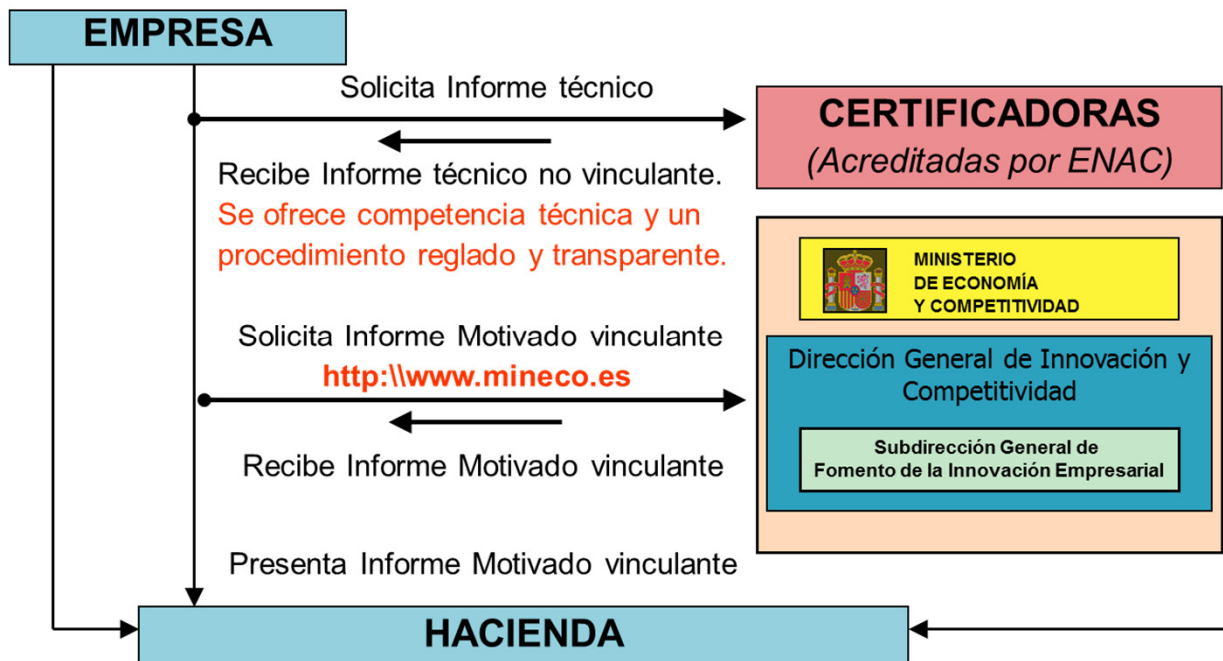 EMPRESA
Solicita Informe técnico
CERTIFICADORAS
(Acreditadas por ENAC)
Recibe Informe técnico no vinculante.
Se ofrece competencia técnica y un
procedimiento reglado y transparente.
MINISTERIO
DE ECONOMÍA
Y COMPETITIVIDAD
Solicita Informe Motivado vinculante
http:\\www.mineco.es
Dirección General de Innovación y
Competitividad
Subdirección General de
Fomento de la Innovación Empresarial
Recibe Informe Motivado vinculante
Presenta Informe Motivado vinculante
HACIENDA